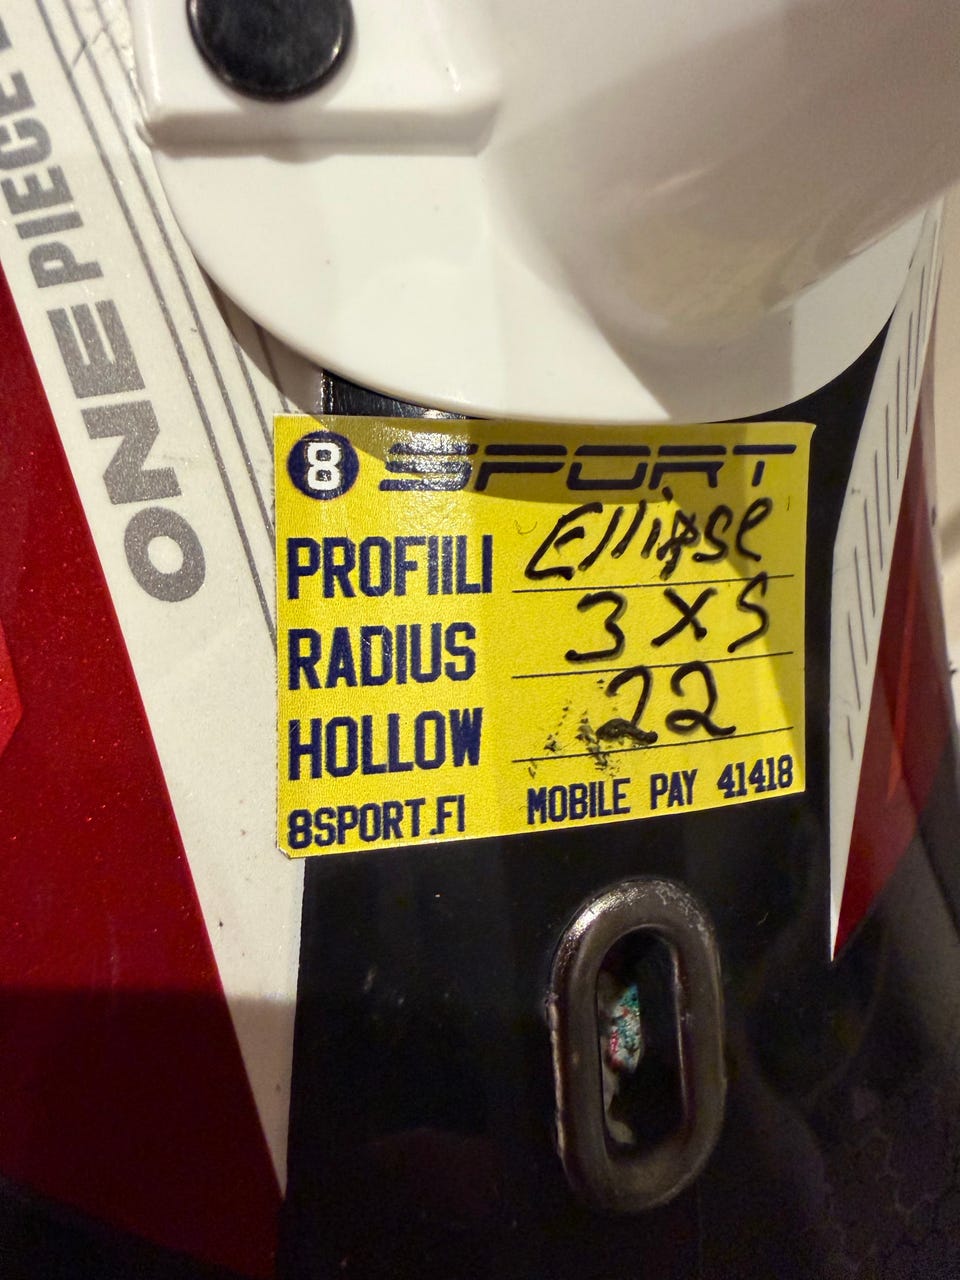 ONE PIECE
8 SPORT
PROFIILI Ellipse
RADIUS 3 X S
HOLLOW 22
8SPORT.FI MOBILE PAY 41418